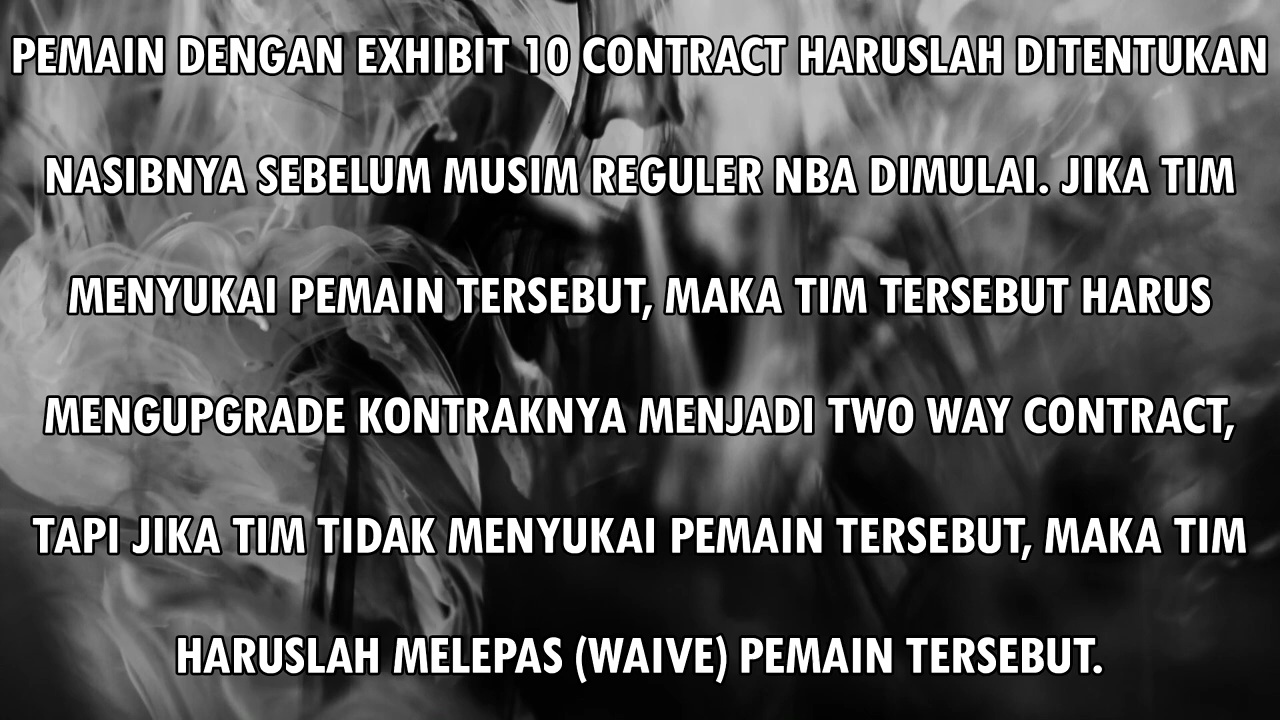 PEMAIN DENGAN EXHIBIT 10 CONTRACT HARUSLAH DITENTUKAN
NASIBNYA SEBELUM MUSIM REGULER NBA DIMULAI. JIKA TIM
MENYUKAI PEMAIN TERSEBUT, MAKA TIM TERSEBUT HARUS
MENGUPGRADE KONTRAKNYA MENJADI TWO WAY CONTRACT,
TAPI JIKA TIM TIDAK MENYUKAI PEMAIN TERSEBUT, MAKA TIM
HARUSLAH MELEPAS (WAIVE) PEMAIN TERSEBUT.